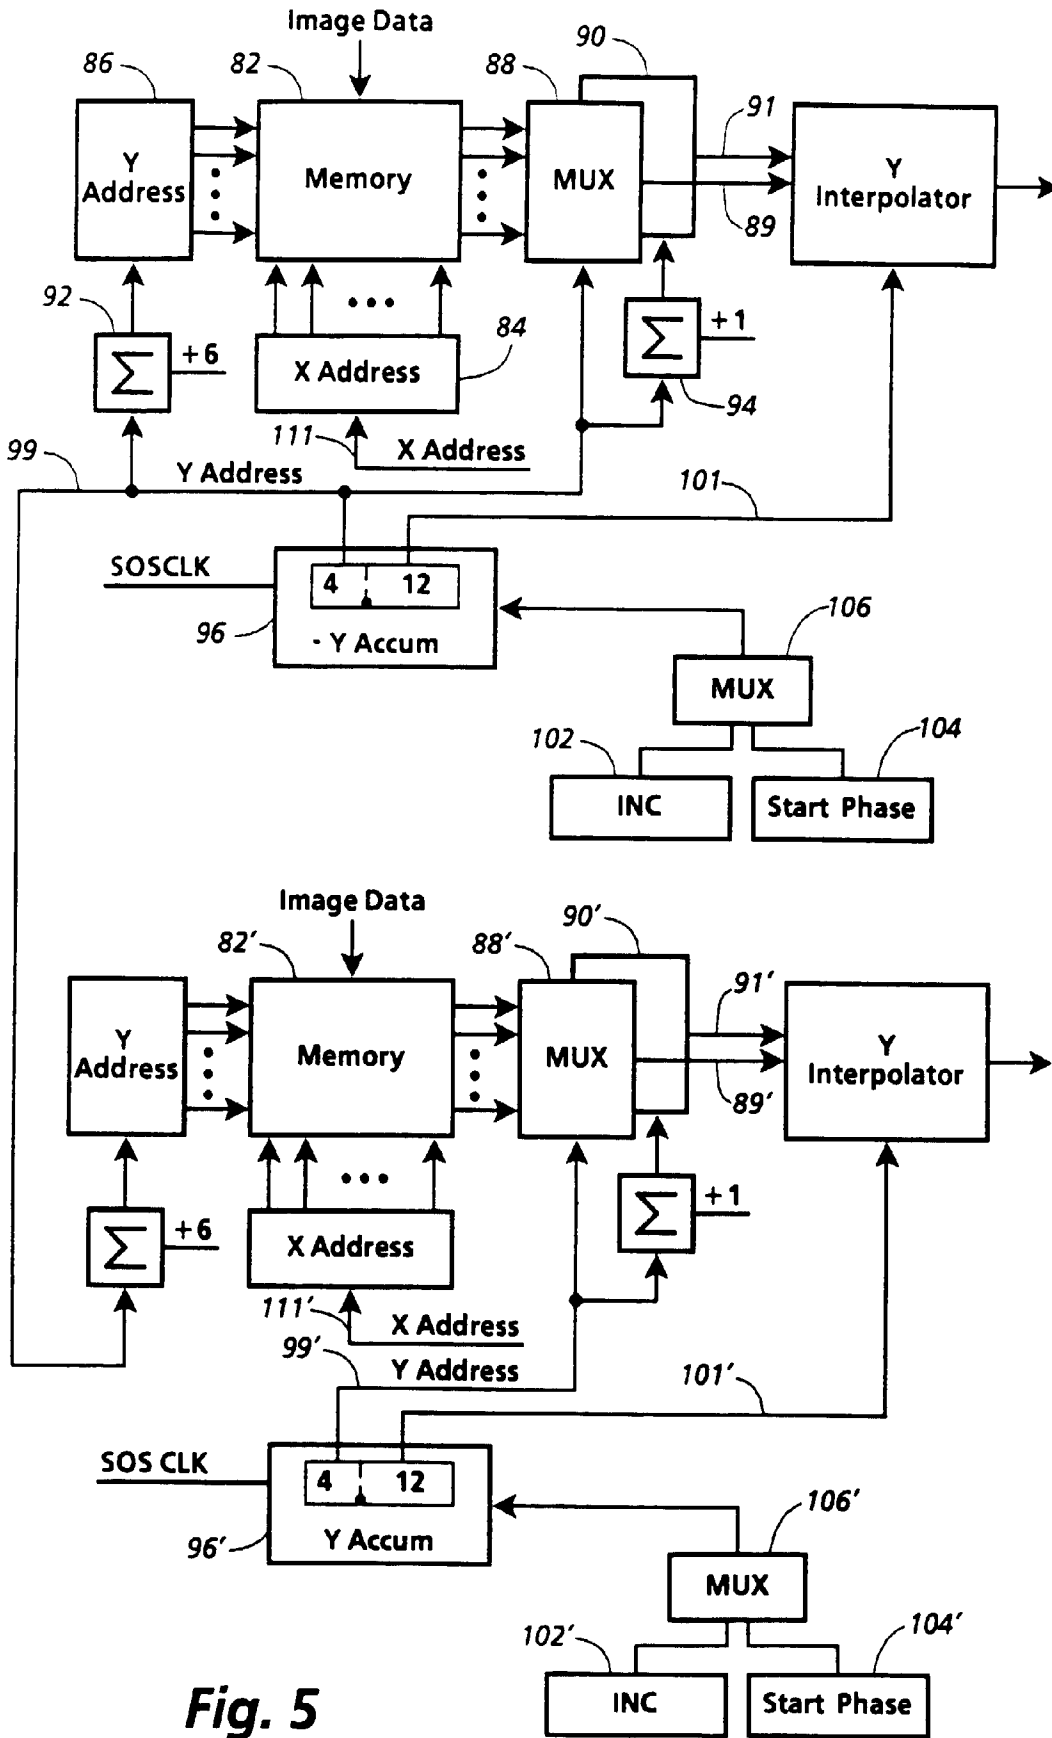 Image Data
86
82
88
90
91
Y
Address
Memory
MUX
Y
Interpolator
89
92
+6
Σ
84
+1
Σ
X Address
94
99
111
X Address
Y Address
101
SOSCLK
4 12
96
- Y Accum
106
MUX
102
104
INC
Start Phase
Image Data
82'
88'
90'
91'
Y
Address
Memory
MUX
Y
Interpolator
89'
+6
Σ
+1
Σ
X Address
111'
X Address
99'
Y Address
101'
SOS CLK
4 12
96'
Y Accum
106'
MUX
102'
104'
INC
Start Phase
Fig. 5